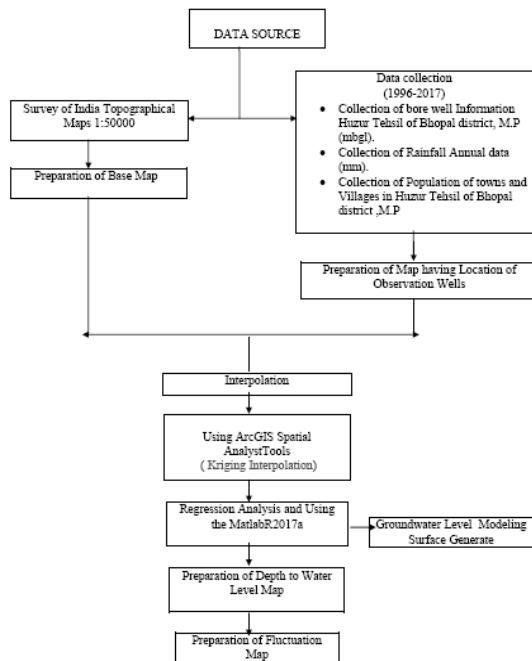 DATA SOURCE
Survey of India Topographical
Maps 1:50000
Preparation of Base Map
Data collection
(1996-2017)
• Collection of bore well Information
Huzur Tehsil of Bhopal district, M.P
(mbgl).
• Collection of Rainfall Annual data
(mm).
• Collection of Population of towns and
Villages in Huzur Tehsil of Bhopal
district ,M.P
Preparation of Map having Location of
Observation Wells
Interpolation
Using ArcGIS Spatial
AnalystTools
( Kriging Interpolation)
Regression Analysis and Using
the MatlabR2017a
Groundwater Level Modeling
Surface Generate
Preparation of Depth to Water
Level Map
Preparation of Fluctuation
Map